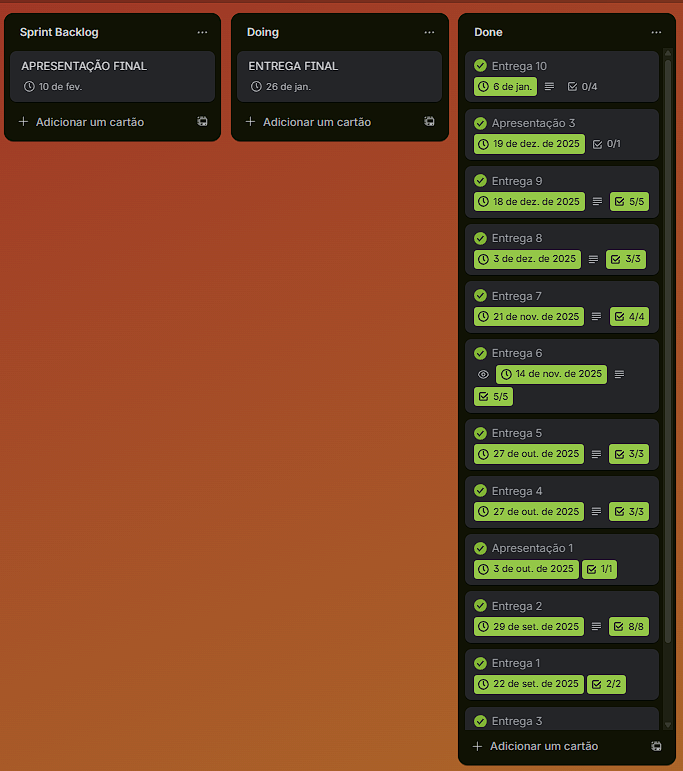 Sprint Backlog
APRESENTAÇÃO FINAL
10 de fev.
Adicionar um cartão
Doing
ENTREGA FINAL
26 de jan.
Adicionar um cartão
Done
Entrega 10
6 de jan. 0/4
Apresentação 3
19 de dez. de 2025 0/1
Entrega 9
18 de dez. de 2025 5/5
Entrega 8
3 de dez. de 2025 3/3
Entrega 7
21 de nov. de 2025 4/4
Entrega 6
14 de nov. de 2025
5/5
Entrega 5
27 de out. de 2025 3/3
Entrega 4
27 de out. de 2025 3/3
Apresentação 1
3 de out. de 2025 1/1
Entrega 2
29 de set. de 2025 8/8
Entrega 1
22 de set. de 2025 2/2
Entrega 3
Adicionar um cartão